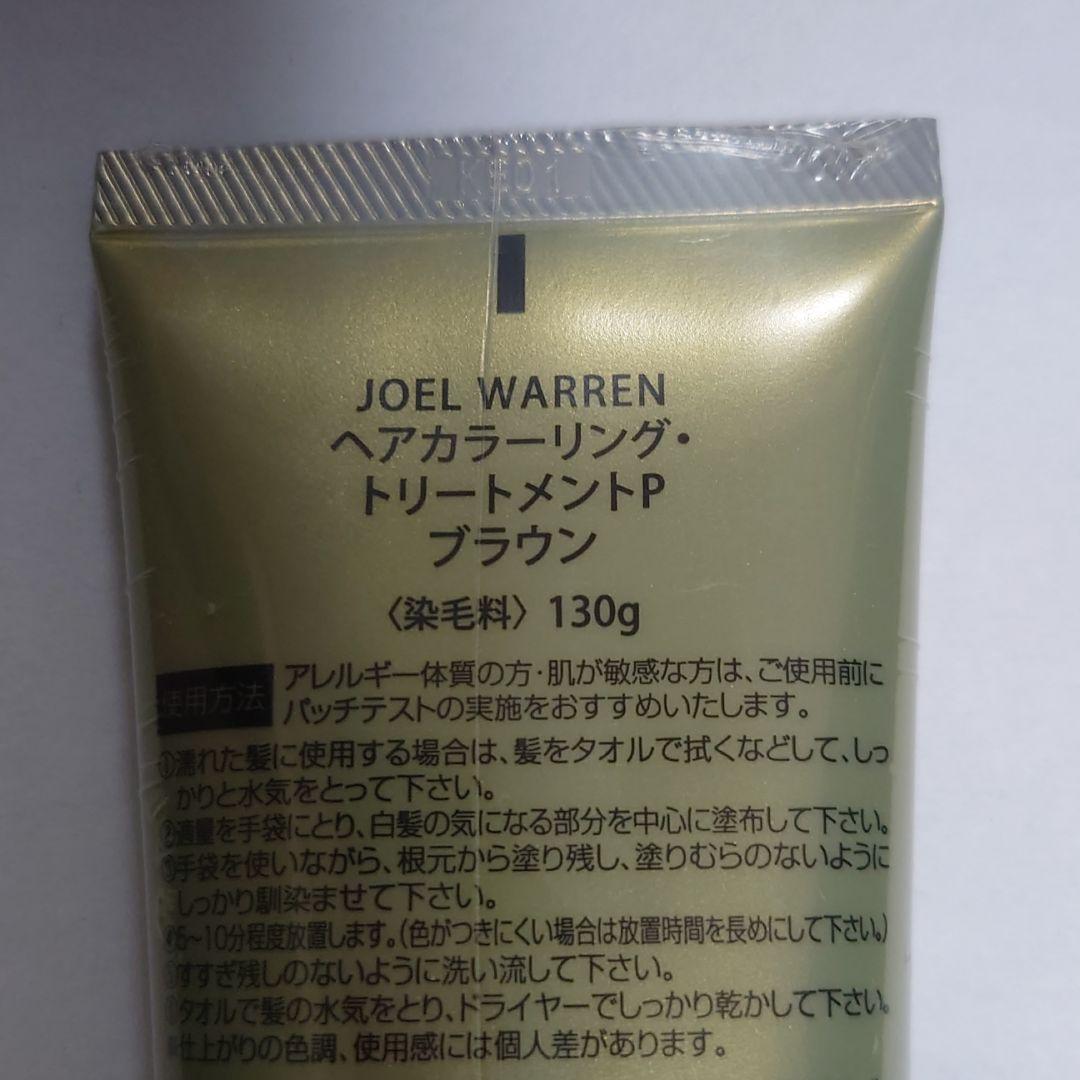 JOEL WARREN
ヘアカラーリング・
トリートメントP
ブラウン
〈染毛料〉 130g
使用方法
アレルギー体質の方・肌が敏感な方は、ご使用前に
パッチテストの実施をおすすめいたします。
①濡れた髪に使用する場合は、髪をタオルで拭くなどして、しっ
かりと水気をとって下さい。
②適量を手袋にとり、白髪の気になる部分を中心に塗布して下さい。
③手袋を使いながら、根元から塗り残し、塗りむらのないように
しっかり馴染ませて下さい。
④5〜10分程度放置します。(色がつきにくい場合は放置時間を長めにして下さい。)
⑤すすぎ残しのないように洗い流して下さい。
⑥タオルで髪の水気をとり、ドライヤーでしっかり乾かして下さい。
※仕上がりの色調、使用感には個人差があります。